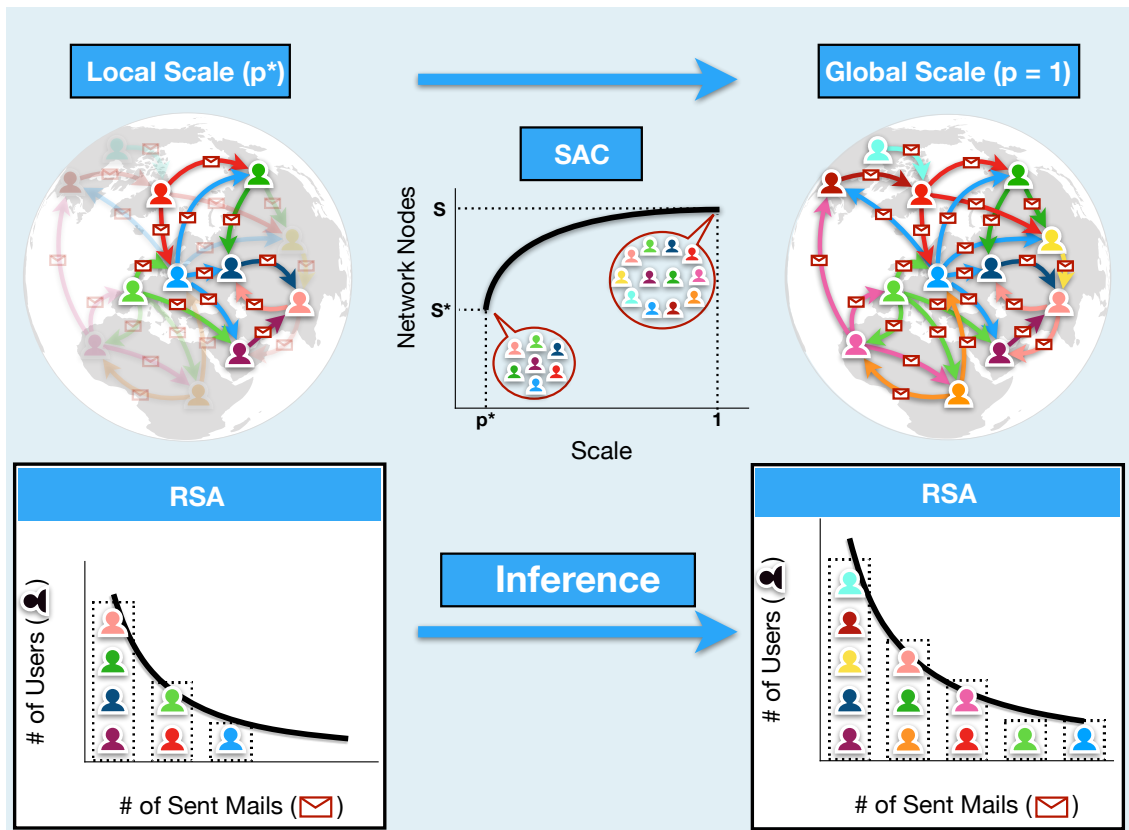 Local Scale (p*)
Global Scale (p = 1)
SAC
Network Nodes
S
S*
p*
1
Scale
RSA
# of Users (
)
# of Sent Mails (
)
Inference
RSA
# of Users (
)
# of Sent Mails (
)